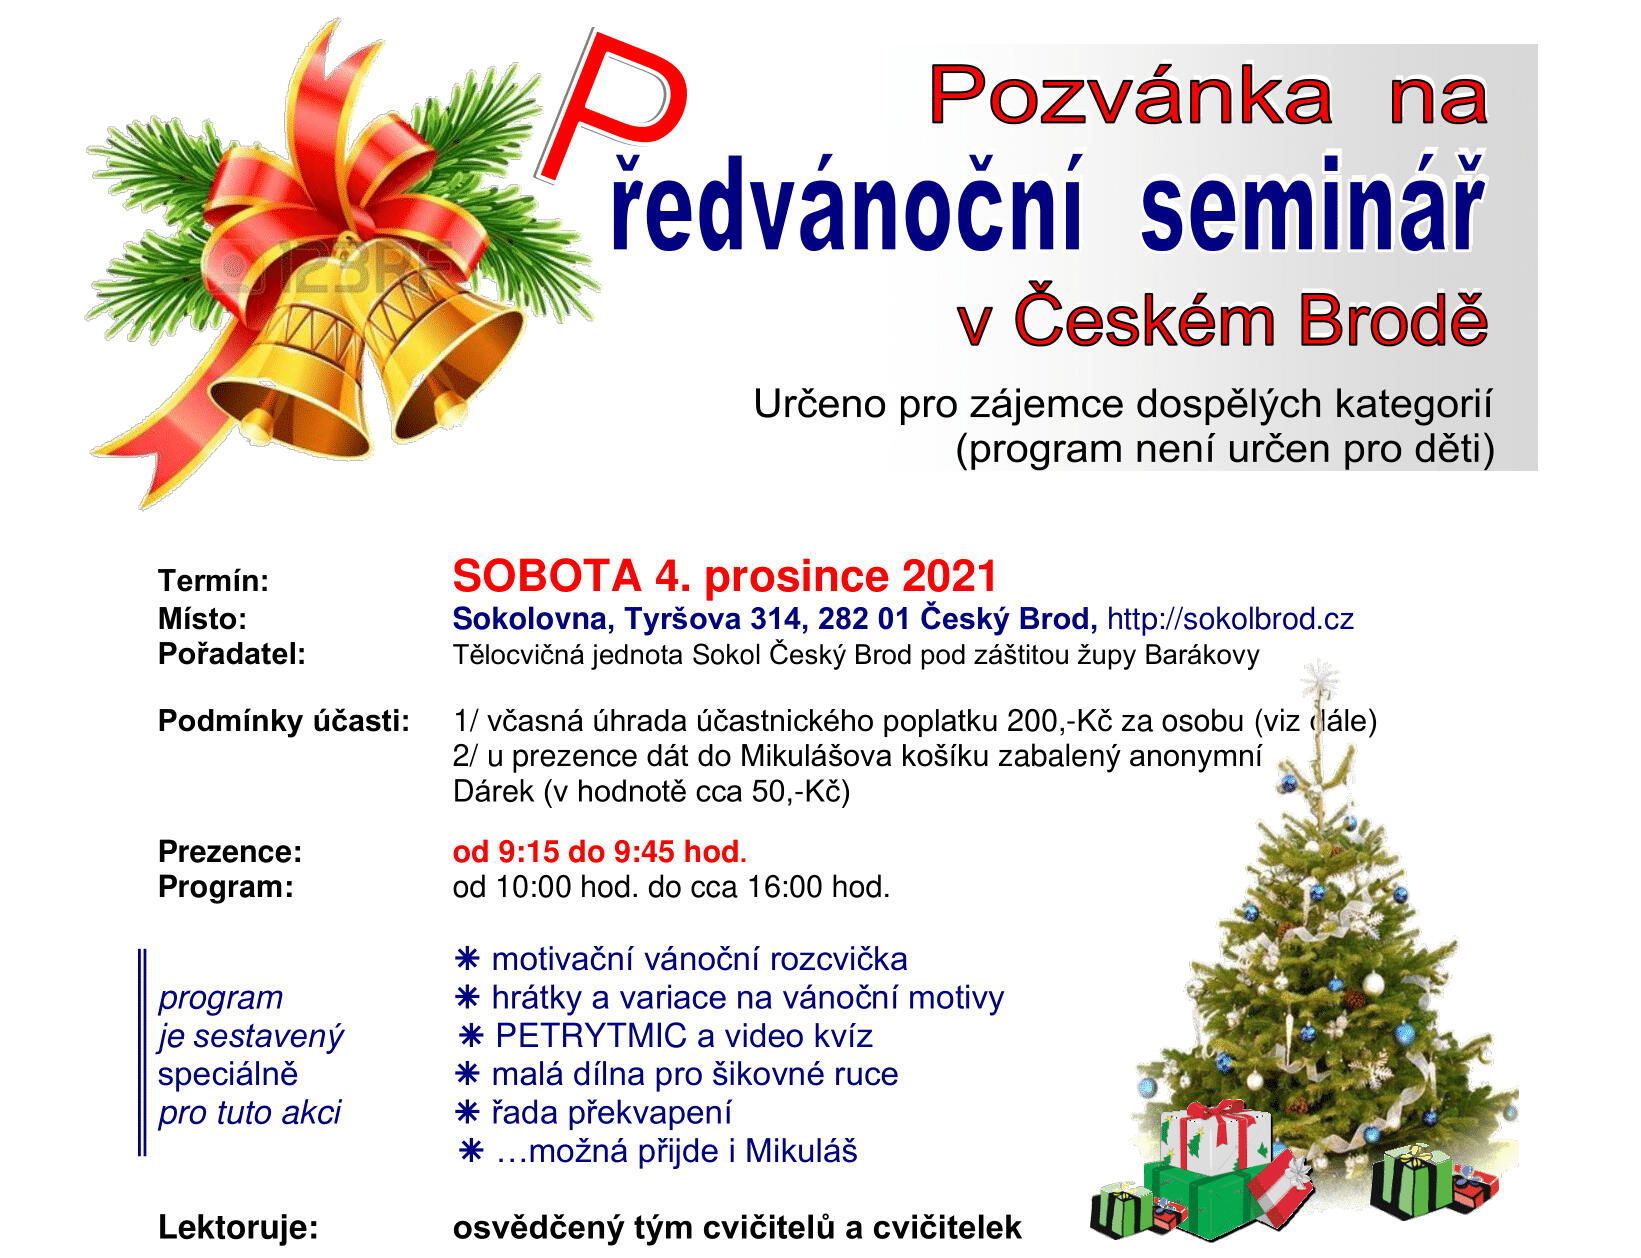 Pozvánka na
Předvánoční seminář
v Českém Brodě
Určeno pro zájemce dospělých kategorií
(program není určen pro děti)
123RF
Termín: SOBOTA 4. prosince 2021
Místo: Sokolovna, Tyršova 314, 282 01 Český Brod, http://sokolbrod.cz
Pořadatel: Tělocvičná jednota Sokol Český Brod pod záštitou župy Barákovy
Podmínky účasti: 1/ včasná úhrada účastnického poplatku 200,-Kč za osobu (viz dále)
2/ u prezence dát do Mikulášova košíku zabalený anonymní
Dárek (v hodnotě cca 50,-Kč)
Prezence: od 9:15 do 9:45 hod.
Program: od 10:00 hod. do cca 16:00 hod.
✳ motivační vánoční rozcvička
program ✳ hrátky a variace na vánoční motivy
je sestavený ✳ PETRYTMIC a video kvíz
speciálně ✳ malá dílna pro šikovné ruce
pro tuto akci ✳ řada překvapení
✳ …možná přijde i Mikuláš
Lektoruje: osvědčený tým cvičitelů a cvičitelek